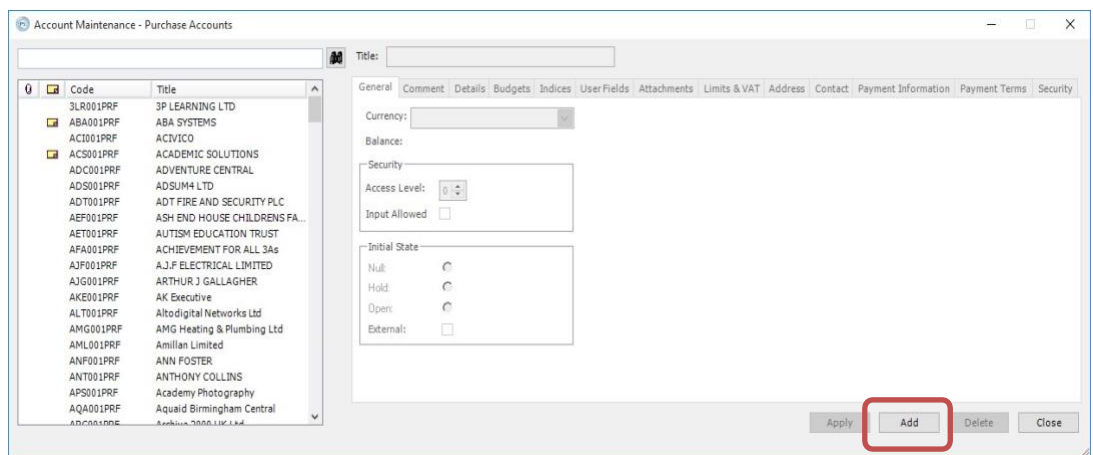 Account Maintenance - Purchase Accounts
Title:
Code Title
3LR001PRF 3P LEARNING LTD
ABA001PRF ABA SYSTEMS
ACI001PRF ACIVICO
ACS001PRF ACADEMIC SOLUTIONS
ADC001PRF ADVENTURE CENTRAL
ADS001PRF ADSUM4 LTD
ADT001PRF ADT FIRE AND SECURITY PLC
AEF001PRF ASH END HOUSE CHILDRENS FA...
AET001PRF AUTISM EDUCATION TRUST
AFA001PRF ACHIEVEMENT FOR ALL 3As
AJF001PRF A.J.F ELECTRICAL LIMITED
AJG001PRF ARTHUR J GALLAGHER
AKE001PRF AK Executive
ALT001PRF Altodigital Networks Ltd
AMG001PRF AMG Heating & Plumbing Ltd
AML001PRF Amillan Limited
ANF001PRF ANN FOSTER
ANT001PRF ANTHONY COLLINS
APS001PRF Academy Photography
AQA001PRF Aquaid Birmingham Central
General Comment Details Budgets Indices User Fields Attachments Limits & VAT Address Contact Payment Information Payment Terms Security
Currency:
Balance:
Security
Access Level: 0
Input Allowed
Initial State
Null:
Hold:
Open:
External:
Apply Add Delete Close